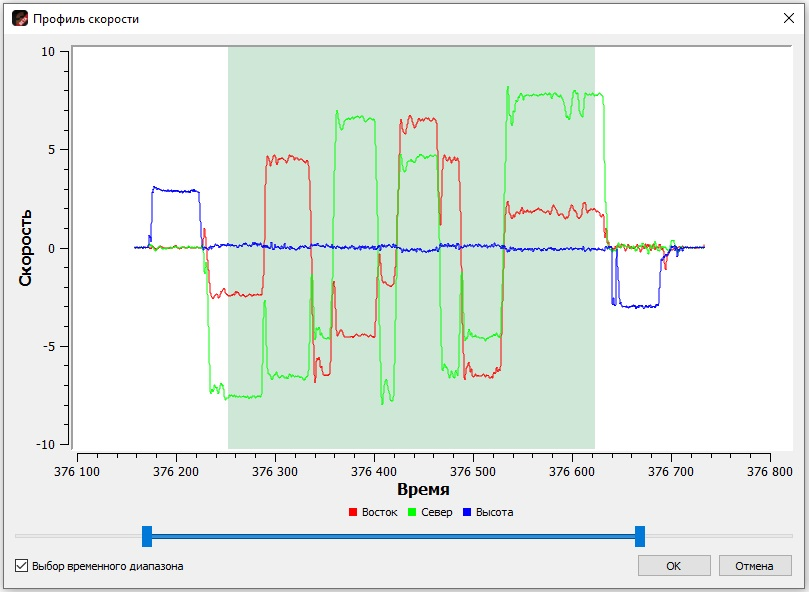 Профиль скорости
10
5
0
-5
-10
Скорость
376 100 376 200 376 300 376 400 376 500 376 600 376 700 376 800
Время
Восток Север Высота
Выбор временного диапазона
OK Отмена